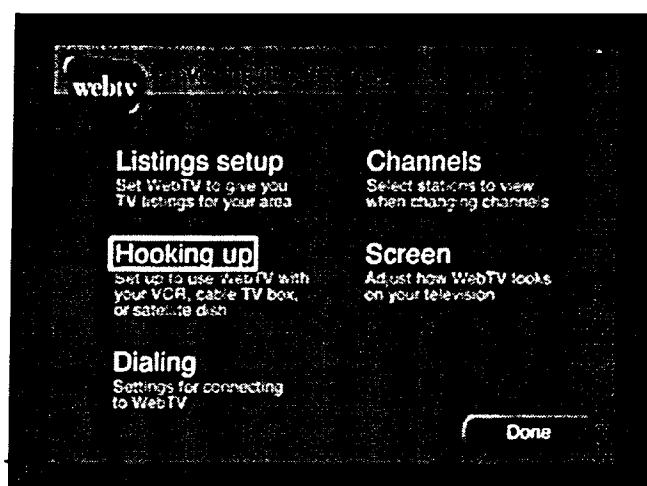 webtv
Listings setup
Set WebTV to give you
TV listings for your area
Channels
Select stations to view
when changing channels
Hooking up
Set up to use WebTV with
your VCR, cable TV box,
or satellite dish
Screen
Adjust how WebTV looks
on your television
Dialing
Settings for connecting
to WebTV
Done